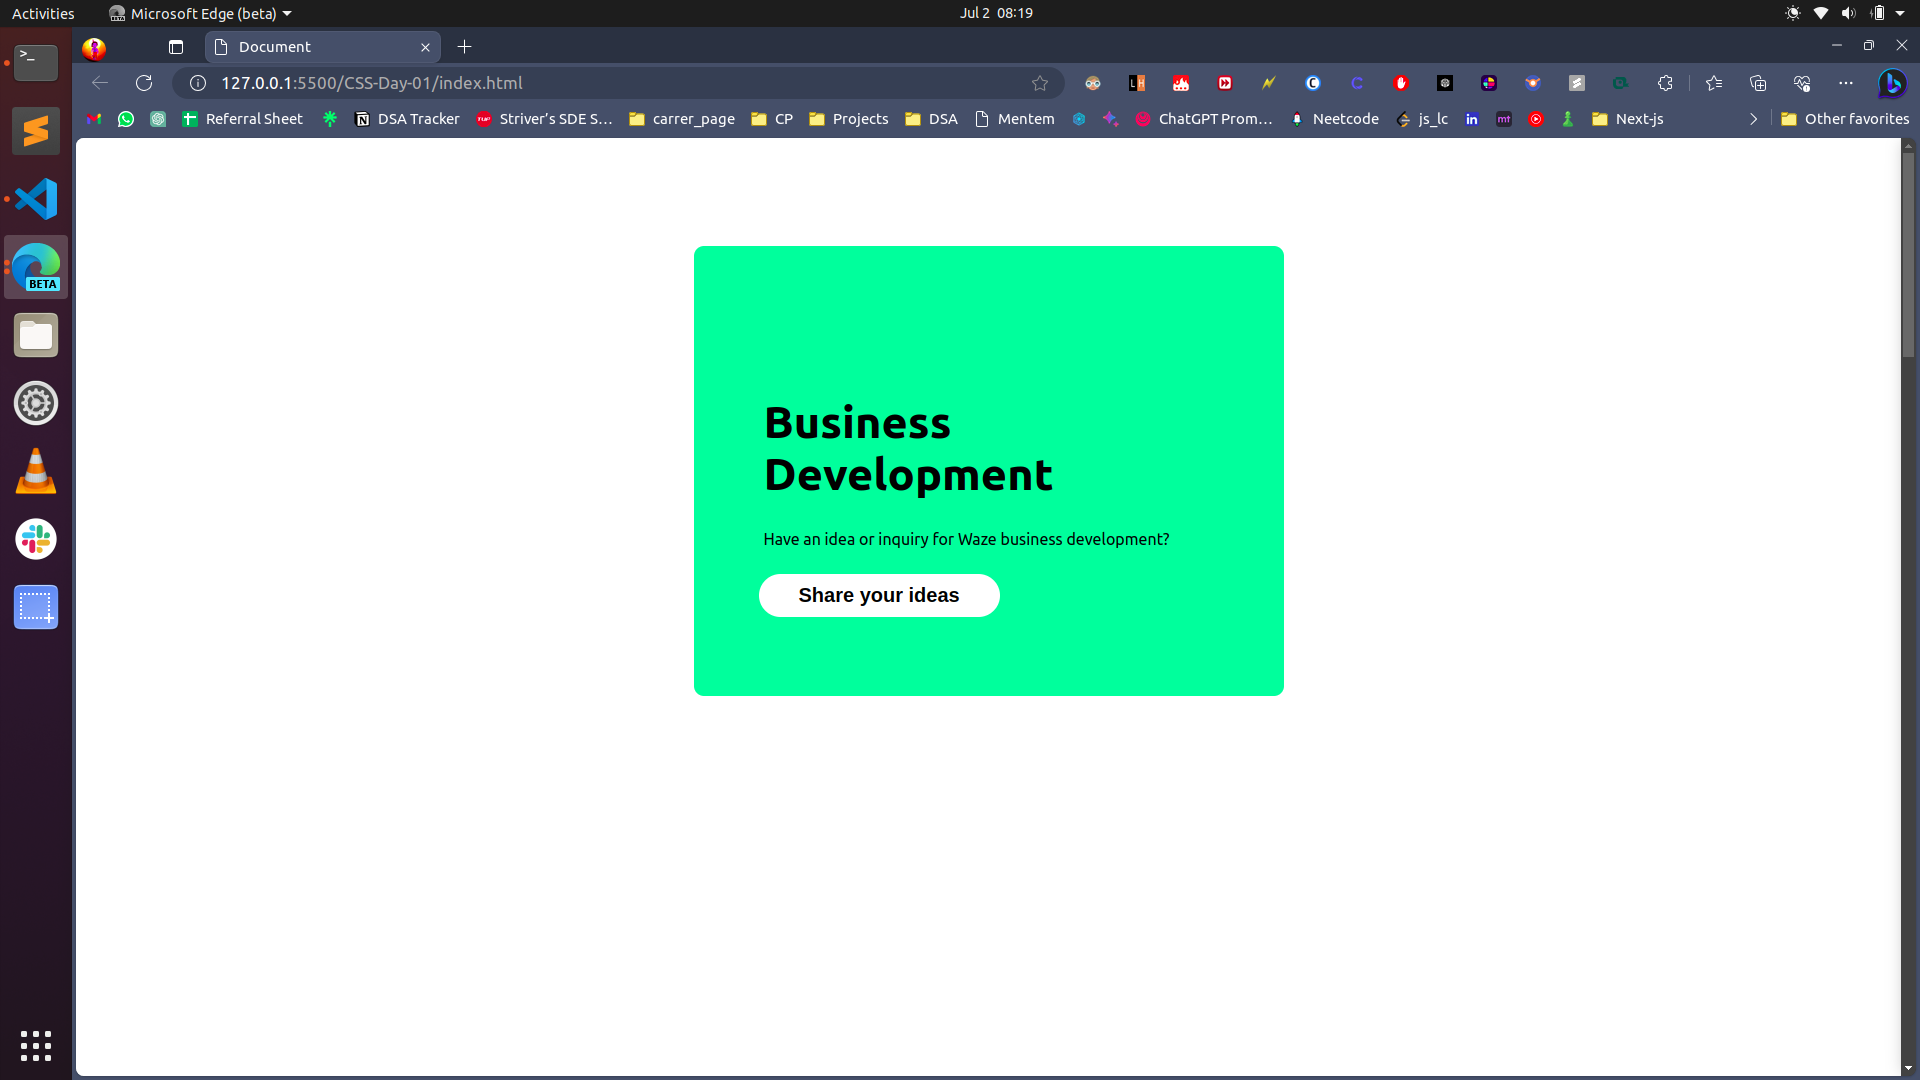 Activities
Microsoft Edge (beta)
Jul 2 08:19
Document
127.0.0.1:5500/CSS-Day-01/index.html
Referral Sheet
DSA Tracker
Striver's SDE S...
carrer_page
CP
Projects
DSA
Mentem
ChatGPT Prom...
Neetcode
js_lc
Next-js
Other favorites
BETA
Business
Development
Have an idea or inquiry for Waze business development?
Share your ideas